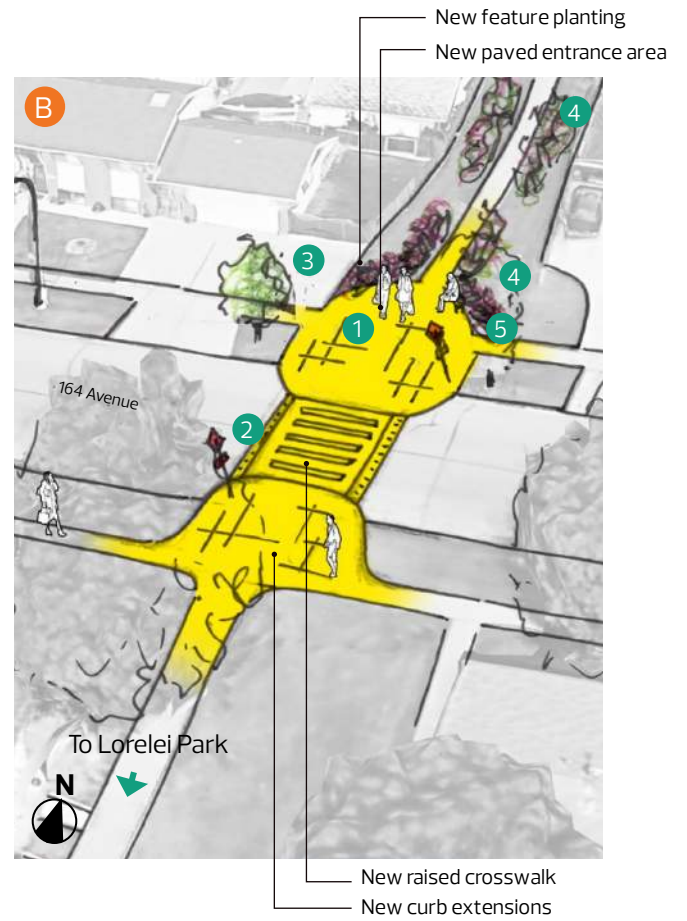 New feature planting
New paved entrance area
B
4
3
4
1
5
164 Avenue
2
To Lorelei Park
N
New raised crosswalk
New curb extensions